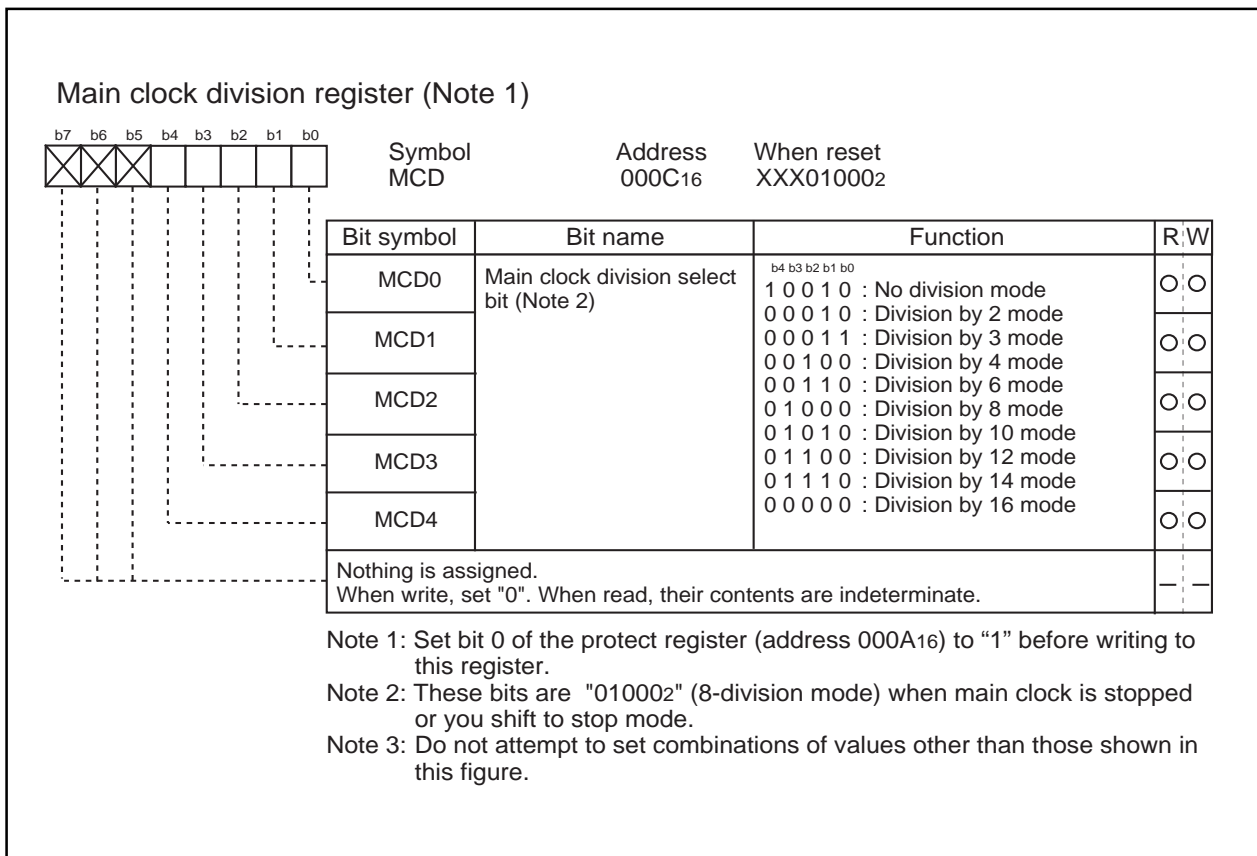 Main clock division register (Note 1)
b7 b6 b5 b4 b3 b2 b1 b0
Symbol Address When reset
MCD 000C16 XXX010002
Bit symbol Bit name Function R W
MCD0 Main clock division select
bit (Note 2)
MCD1
MCD2
MCD3
MCD4
b4 b3 b2 b1 b0
1 0 0 1 0 : No division mode
0 0 0 1 0 : Division by 2 mode
0 0 0 1 1 : Division by 3 mode
0 0 1 0 0 : Division by 4 mode
0 0 1 1 0 : Division by 6 mode
0 1 0 0 0 : Division by 8 mode
0 1 0 1 0 : Division by 10 mode
0 1 1 0 0 : Division by 12 mode
0 1 1 1 0 : Division by 14 mode
0 0 0 0 0 : Division by 16 mode
Nothing is assigned.
When write, set "0". When read, their contents are indeterminate.
Note 1: Set bit 0 of the protect register (address 000A16) to “1” before writing to
this register.
Note 2: These bits are "010002" (8-division mode) when main clock is stopped
or you shift to stop mode.
Note 3: Do not attempt to set combinations of values other than those shown in
this figure.